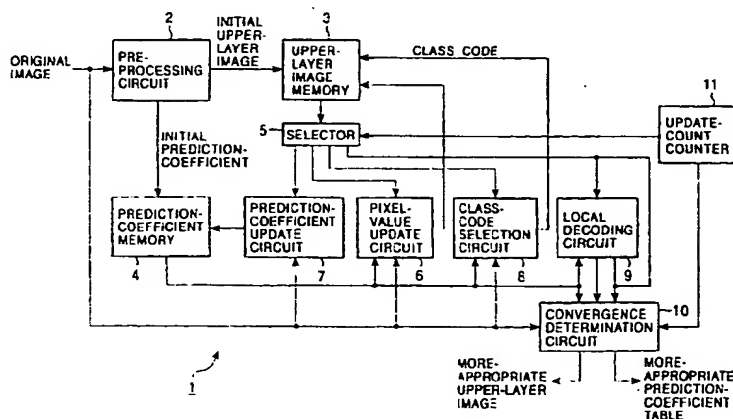 2
INITIAL
UPPER-
LAYER
IMAGE
3
ORIGINAL
IMAGE
PRE-
PROCESSING
CIRCUIT
UPPER-
LAYER
IMAGE
MEMORY
CLASS CODE
11
UPDATE-
COUNT
COUNTER
INITIAL
PREDICTION-
COEFFICIENT
5
SELECTOR
PREDICTION-
COEFFICIENT
MEMORY
PREDICTION-
COEFFICIENT
UPDATE
CIRCUIT
PIXEL-
VALUE
UPDATE
CIRCUIT
CLASS-
CODE
SELECTION
CIRCUIT
LOCAL
DECODING
CIRCUIT
4
7
6
8
9
10
CONVERGENCE
DETERMINATION
CIRCUIT
1
MORE-
APPROPRIATE
UPPER-LAYER
IMAGE
MORE-
APPROPRIATE
PREDICTION-
COEFFICIENT
TABLE